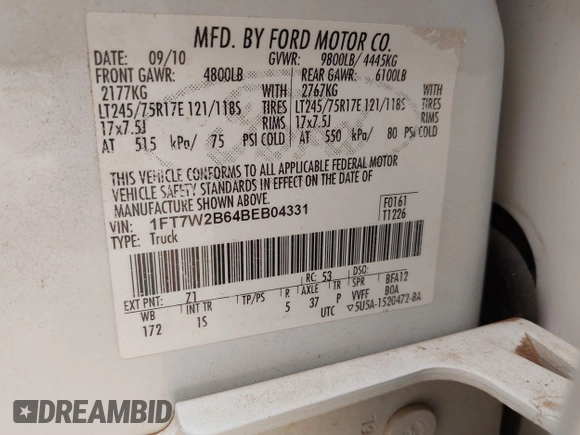 MFD. BY FORD MOTOR CO.
DATE: 09/10 GVWR: 9800LB/ 4445KG
FRONT GAWR: 4800LB REAR GAWR: 6100LB
2177KG WITH 2767KG WITH
LT245/75R17E 121/118S TIRES LT245/75R17E 121/118S TIRES
17x7.5J RIMS 17x7.5J RIMS
AT 515 kPa/ 75 PSI COLD AT 550 kPa/ 80 PSI COLD
THIS VEHICLE CONFORMS TO ALL APPLICABLE FEDERAL MOTOR
VEHICLE SAFETY STANDARDS IN EFFECT ON THE DATE OF
MANUFACTURE SHOWN ABOVE.
VIN: 1FT7W2B64BEB04331 F0161
TYPE: Truck T1226
EXT PNT: Z1 RC: 53 DSO:
WB INT TR TP/PS R AXLE TR SPR BFA12
172 1S 5 37 P VVFF BOA
UTC ▽5U5A-1520472-BA
DREAMBID